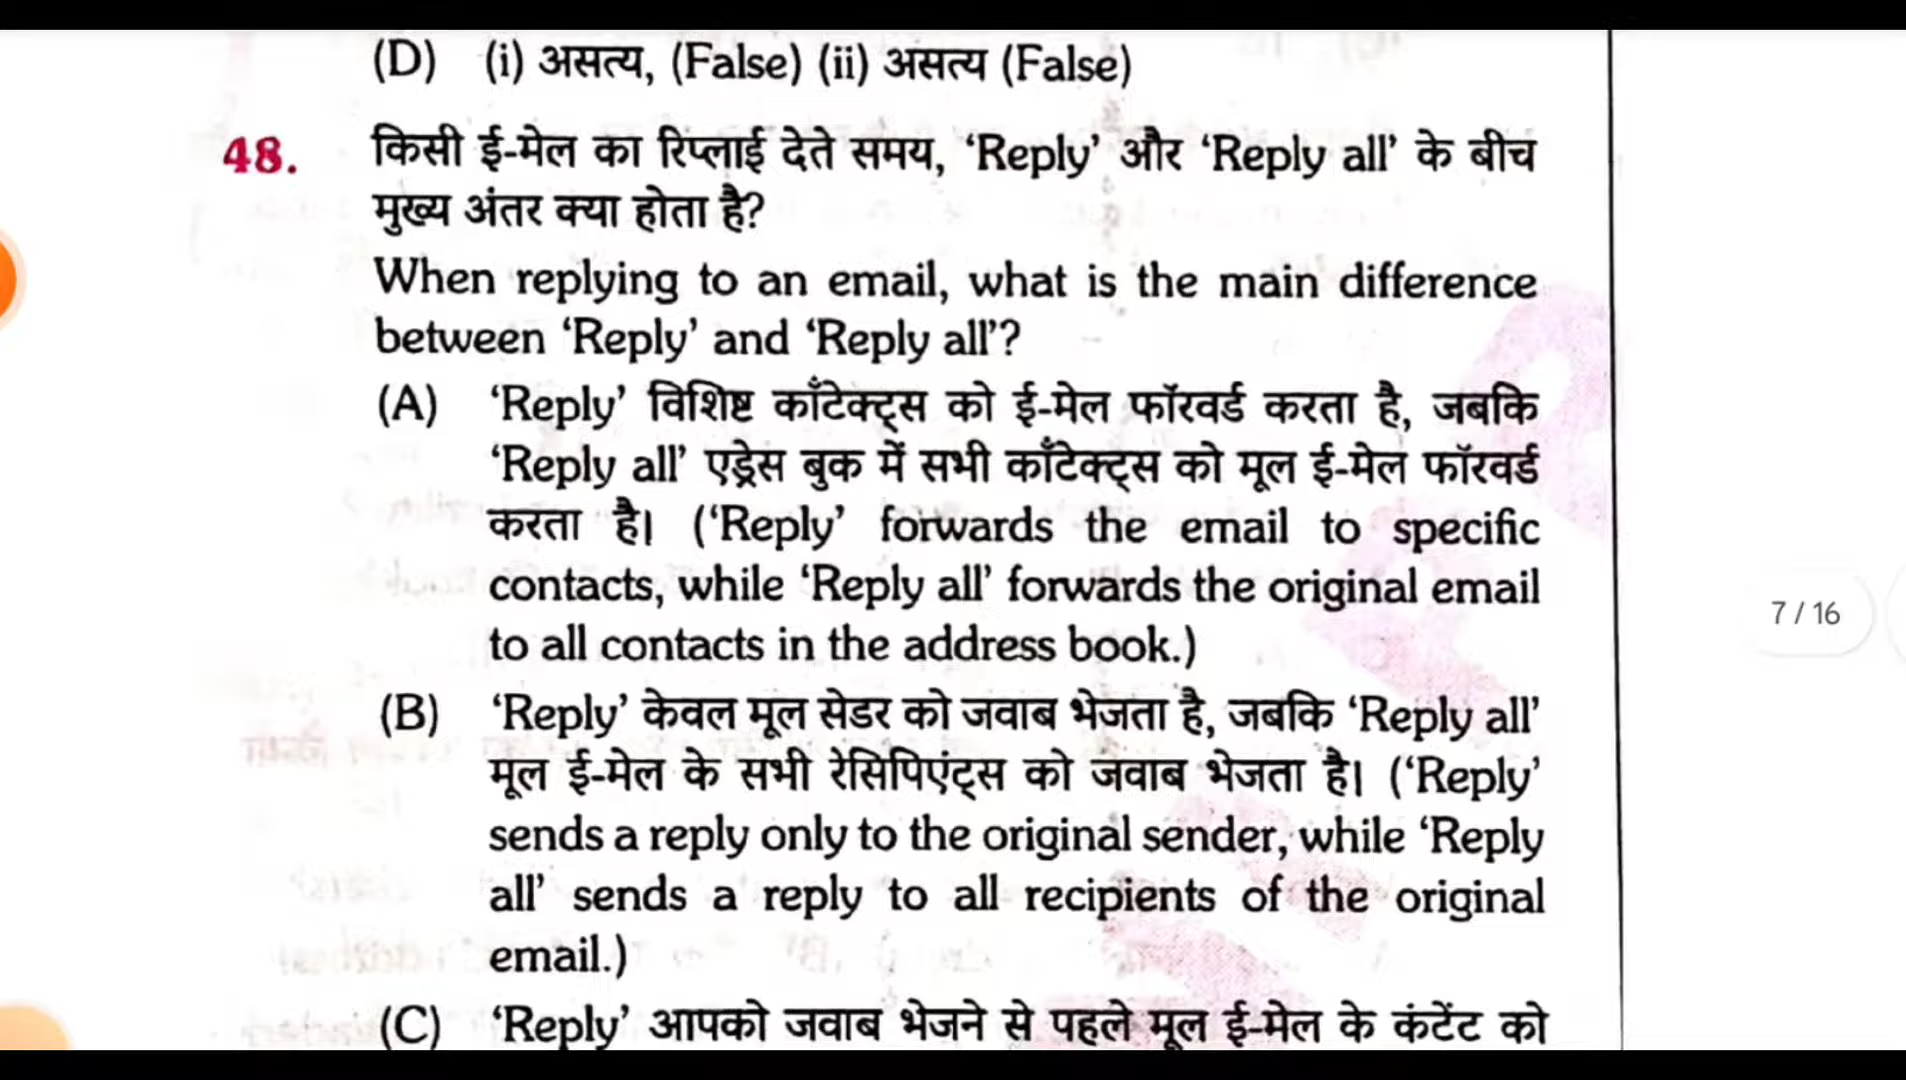 (D) (i) असत्य, (False) (ii) असत्य (False)
48. किसी ई-मेल का रिप्लाई देते समय, ‘Reply’ और ‘Reply all’ के बीच
मुख्य अंतर क्या होता है?
When replying to an email, what is the main difference
between ‘Reply’ and ‘Reply all’?
(A) ‘Reply’ विशिष्ट कॉंटेक्ट्स को ई-मेल फॉरवर्ड करता है, जबकि
‘Reply all’ एड्रेस बुक में सभी कॉंटेक्ट्स को मूल ई-मेल फॉरवर्ड
करता है। (‘Reply’ forwards the email to specific
contacts, while ‘Reply all’ forwards the original email
to all contacts in the address book.)
7 / 16
(B) ‘Reply’ केवल मूल सेडर को जवाब भेजता है, जबकि ‘Reply all’
मूल ई-मेल के सभी रेसिपिएंट्स को जवाब भेजता है। (‘Reply’
sends a reply only to the original sender, while ‘Reply
all’ sends a reply to all recipients of the original
email.)
(C) ‘Reply’ आपको जवाब भेजने से पहले मूल ई-मेल के कंटेंट को